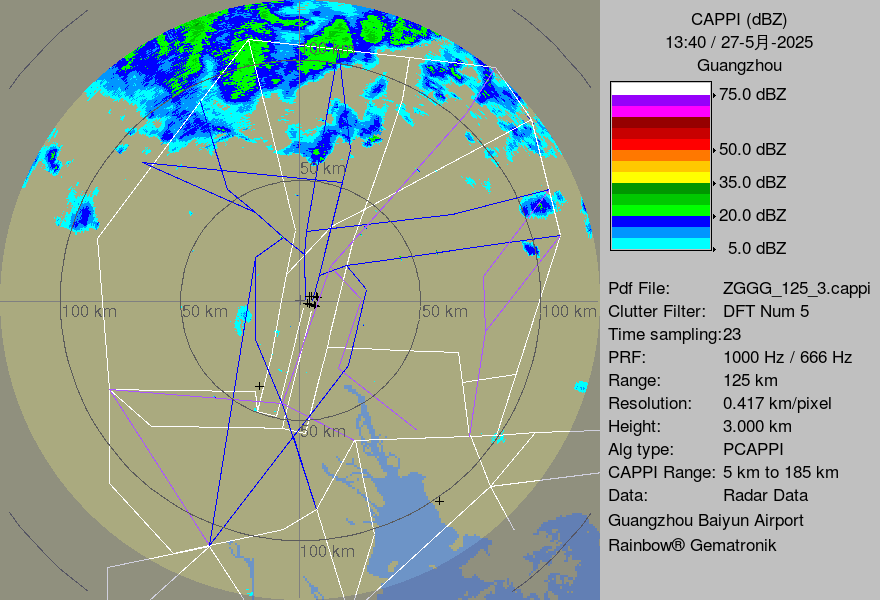 CAPPI (dBZ)
13:40 / 27-5月-2025
Guangzhou
75.0 dBZ
50.0 dBZ
35.0 dBZ
20.0 dBZ
5.0 dBZ
Pdf File: ZGGG_125_3.cappi
Clutter Filter: DFT Num 5
Time sampling:23
PRF: 1000 Hz / 666 Hz
Range: 125 km
Resolution: 0.417 km/pixel
Height: 3.000 km
Alg type: PCAPPI
CAPPI Range: 5 km to 185 km
Data: Radar Data
Guangzhou Baiyun Airport
Rainbow® Gematronik
100 km
50 km
100 km 50 km 50 km 100 km
50 km
100 km